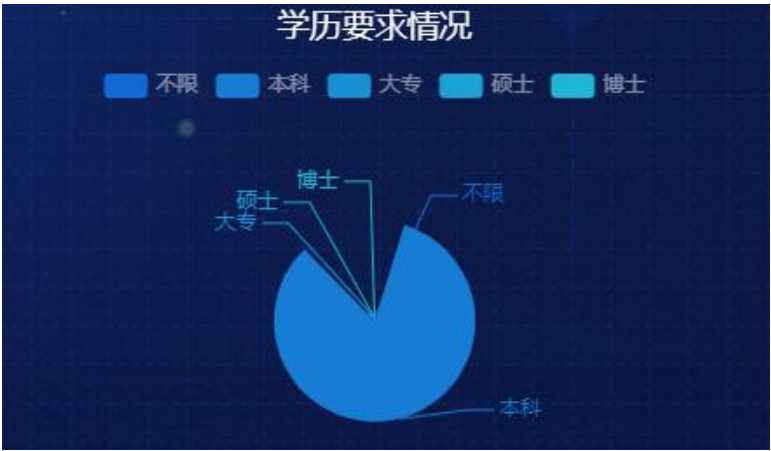 学历要求情况
不限 本科 大专 硕士 博士
博士
不限
硕士
大专
本科